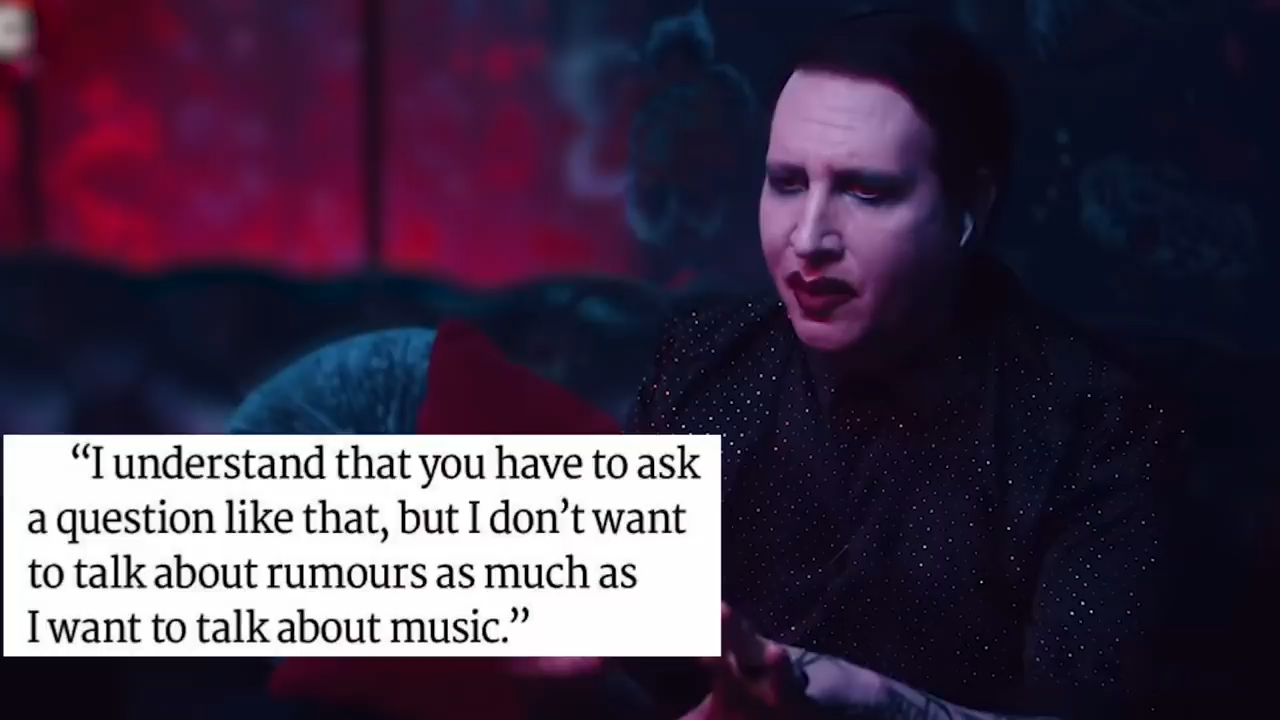 “I understand that you have to ask
a question like that, but I don’t want
to talk about rumours as much as
I want to talk about music.”